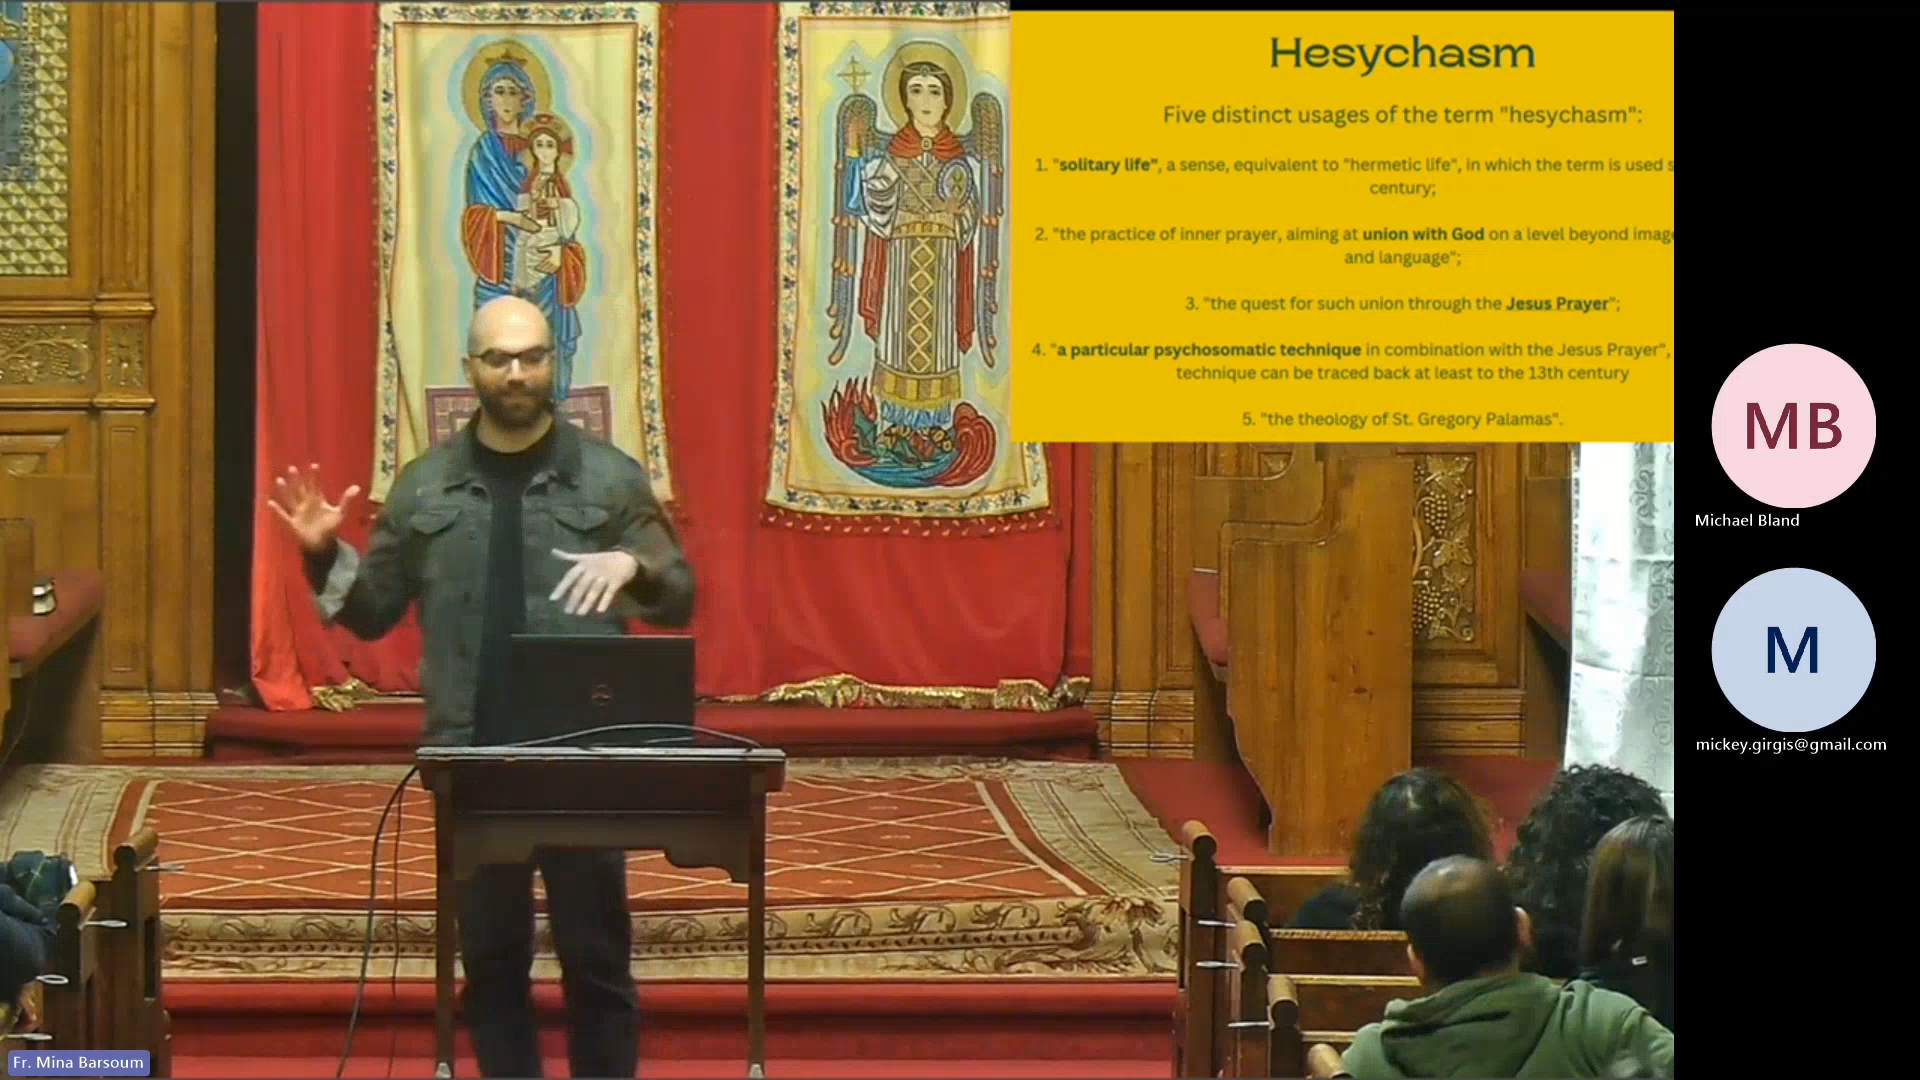 Hesychasm
Five distinct usages of the term "hesychasm":
1. "solitary life", a sense, equivalent to "hermetic life", in which the term is used
century;
2. "the practice of inner prayer, aiming at union with God on a level beyond
and language";
3. "the quest for such union through the Jesus Prayer";
4. "a particular psychosomatic technique in combination with the Jesus Prayer",
technique can be traced back at least to the 13th century
5. "the theology of St. Gregory Palamas".
MB
Michael Bland
M
mickey.girgis@gmail.com
Fr. Mina Barsoum